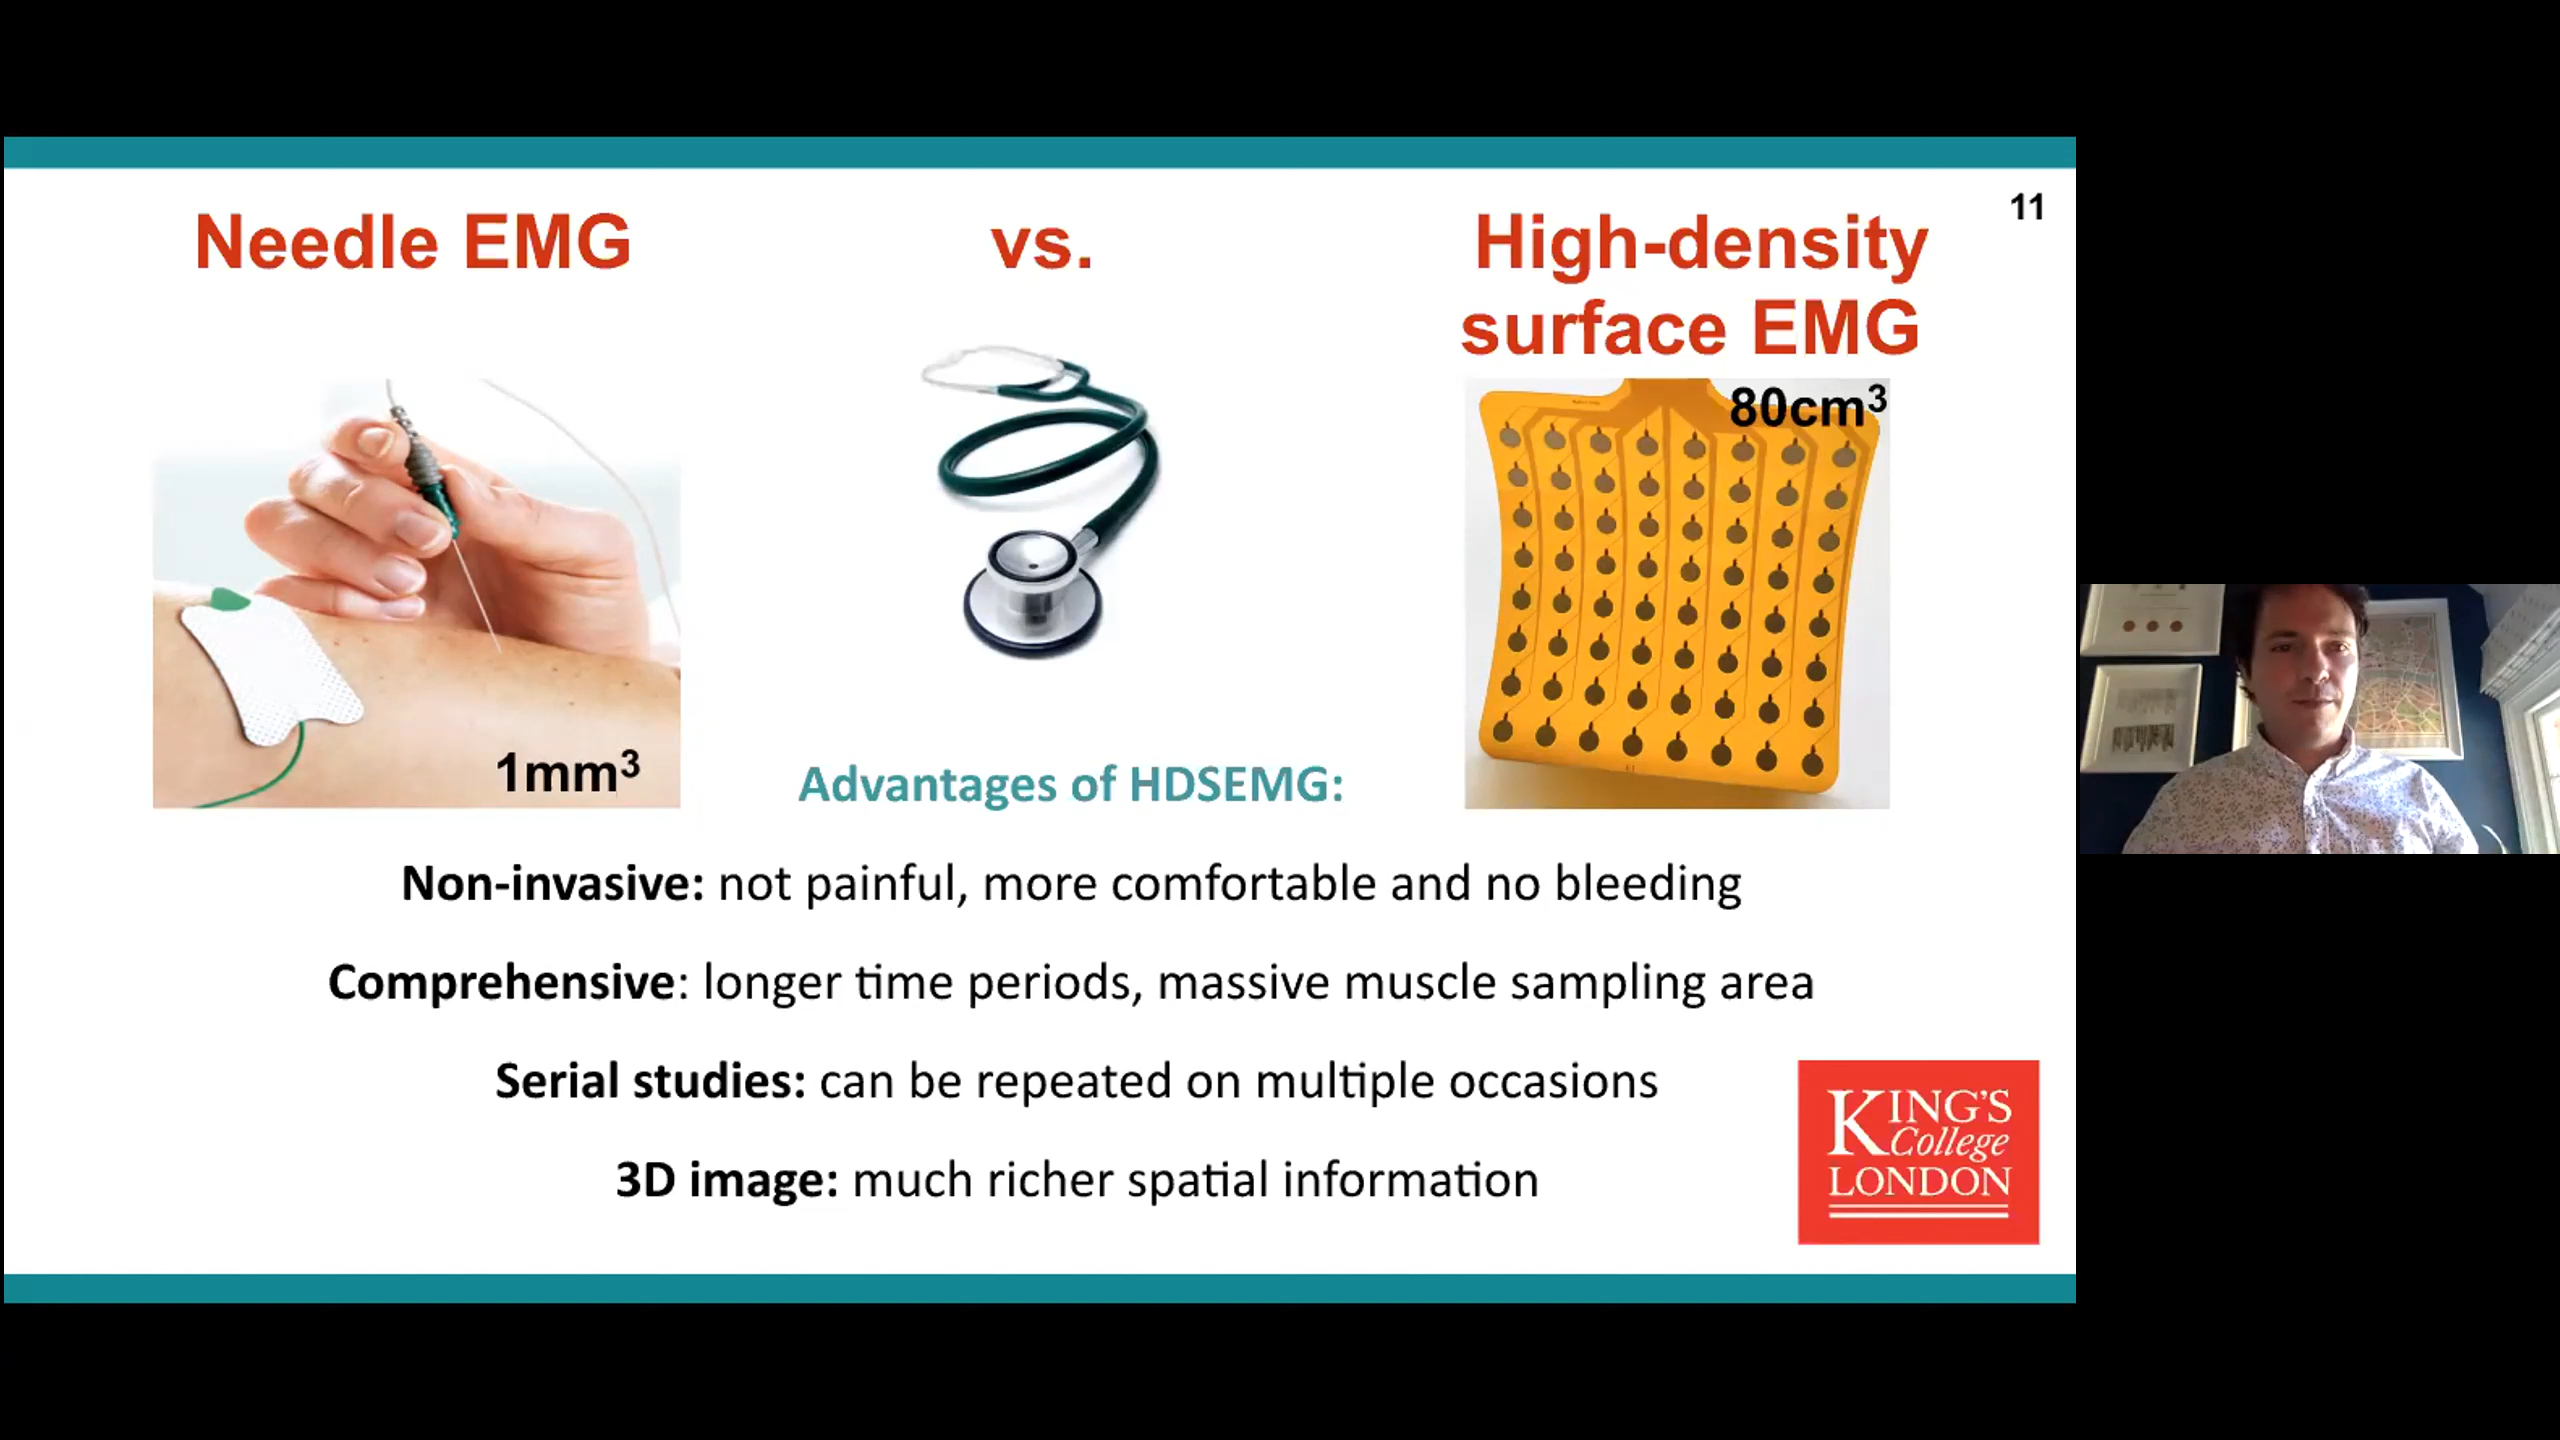 11
Needle EMG
vs.
High-density
surface EMG
80cm³
1mm³
Advantages of HDSEMG:
Non-invasive: not painful, more comfortable and no bleeding
Comprehensive: longer time periods, massive muscle sampling area
Serial studies: can be repeated on multiple occasions
3D image: much richer spatial information
KING'S
College
LONDON